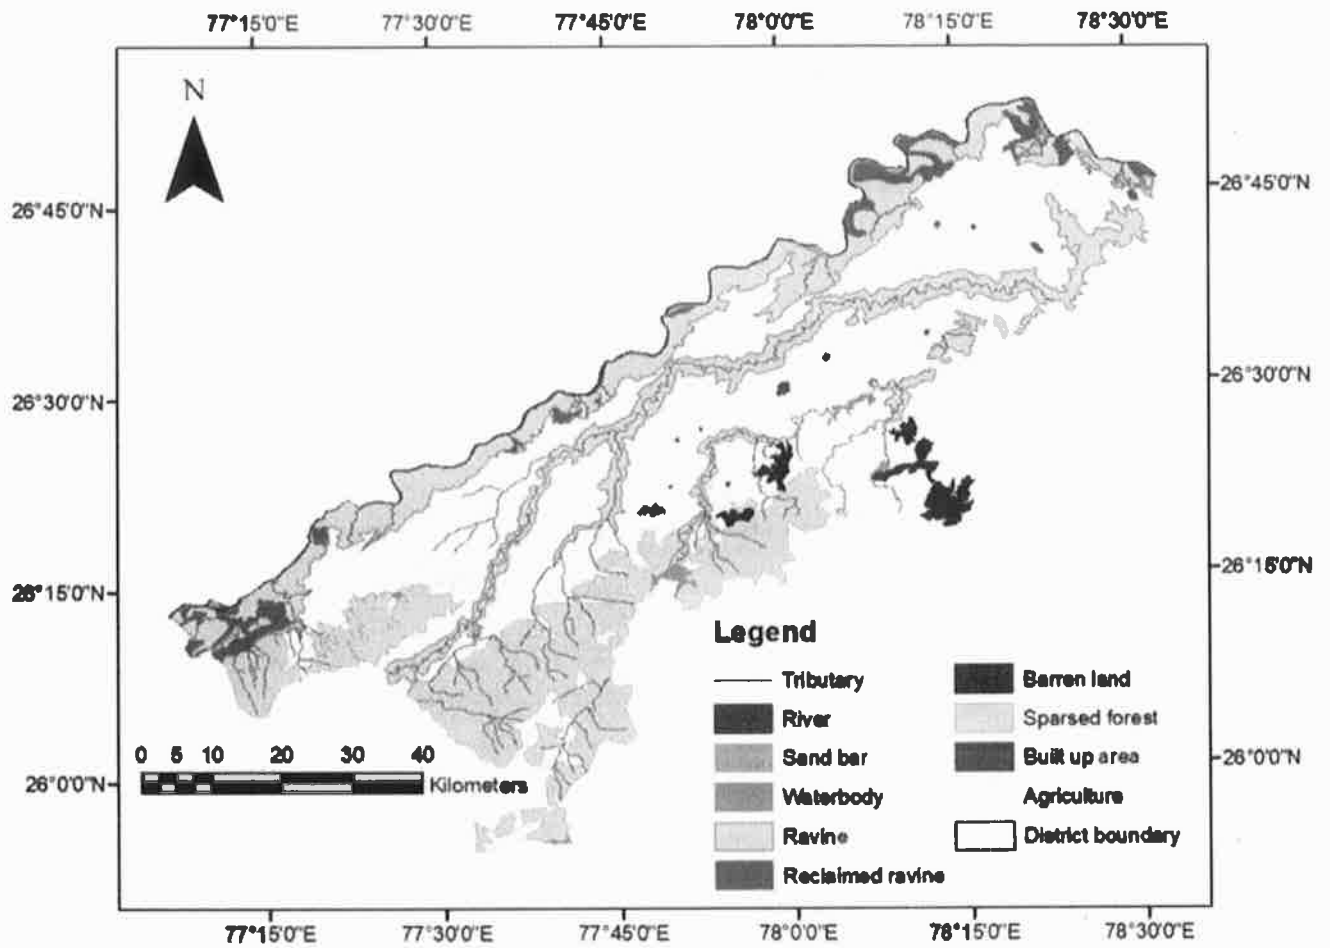 77°15'0"E 77°30'0"E 77°45'0"E 78°0'0"E 78°15'0"E 78°30'0"E
N
26°45'0"N 26°45'0"N
26°30'0"N 26°30'0"N
15'0"N 26°15'0"N
26°0'0"N 26°0'0"N
Legend
Tributary
River
Sand bar
Waterbody
Ravine
Reclaimed ravine
Barren land
Sparsed forest
Built up area
Agriculture
District boundary
0 5 10 20 30 40
Kilometers
77°15'0"E 77°30'0"E 77°45'0"E 78°0'0"E 78°15'0"E 78°30'0"E